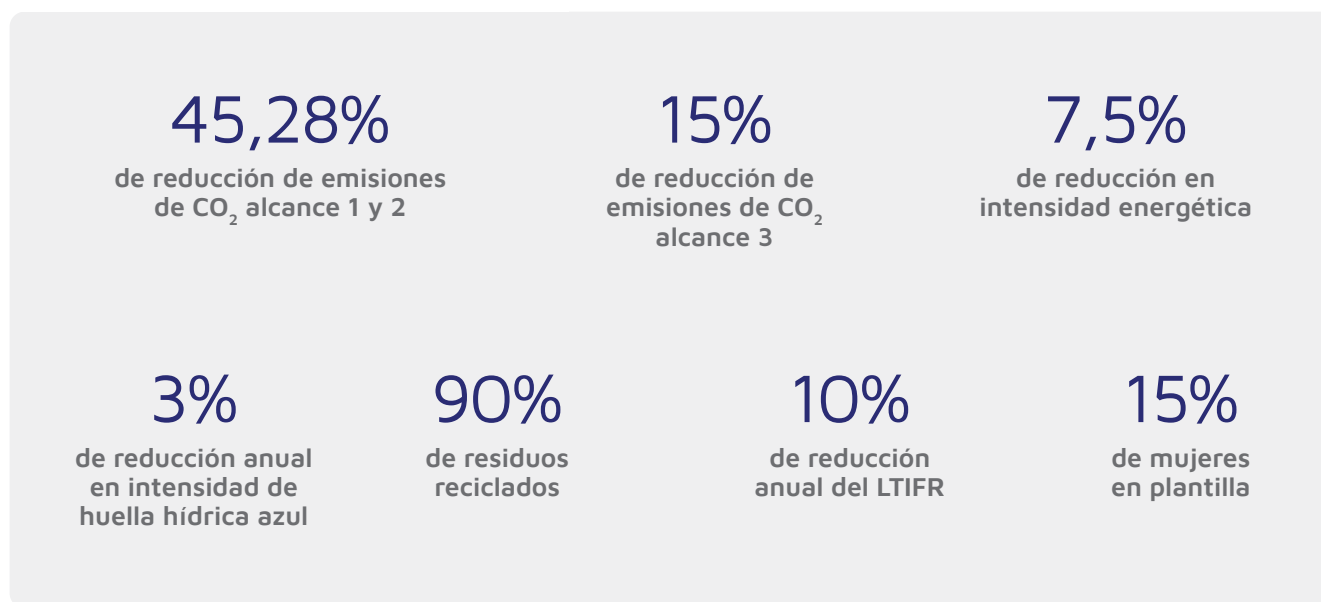 45,28%
de reducción de emisiones
de CO₂ alcance 1 y 2
15%
de reducción de
emisiones de CO₂
alcance 3
7,5%
de reducción en
intensidad energética
3%
de reducción anual
en intensidad de
huella hídrica azul
90%
de residuos
reciclados
10%
de reducción
anual del LTIFR
15%
de mujeres
en plantilla